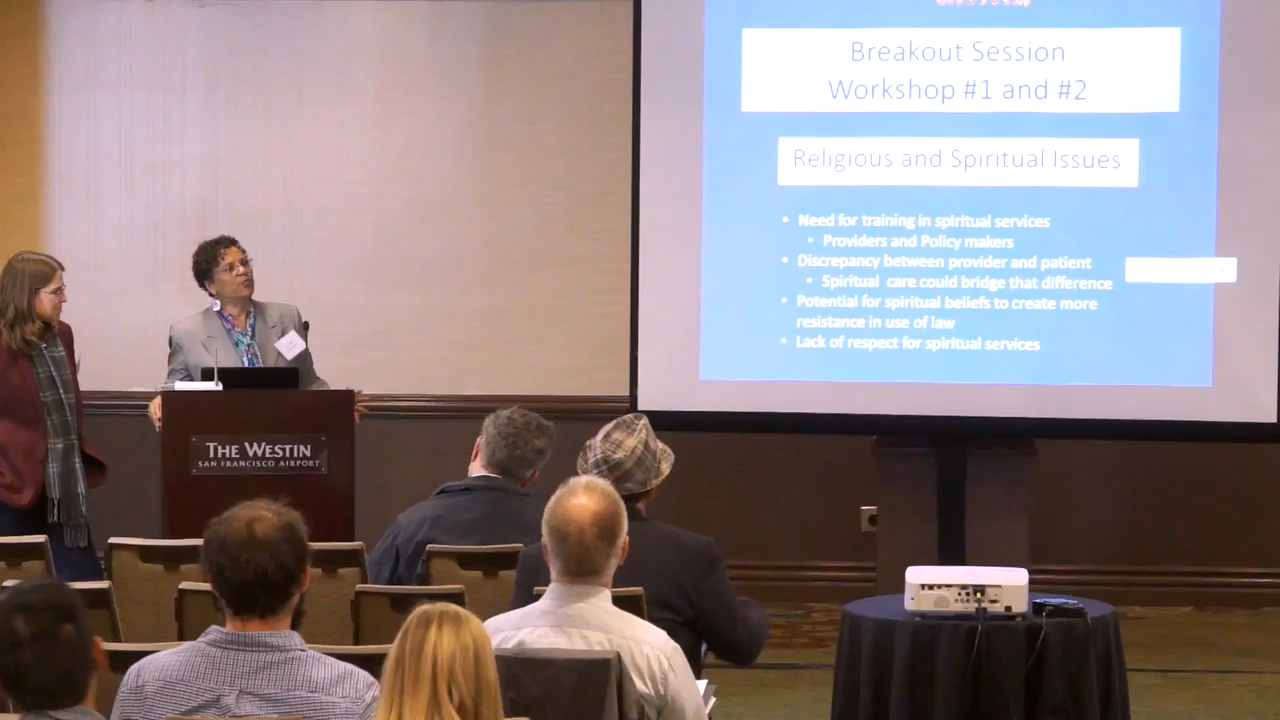 Breakout Session
Workshop #1 and #2
Religious and Spiritual Issues
• Need for training in spiritual services
• Providers and Policy makers
• Discrepancy between provider and patient
• Spiritual care could bridge that difference
• Potential for spiritual beliefs to create more
resistance in use of law
• Lack of respect for spiritual services
THE WESTIN
SAN FRANCISCO AIRPORT